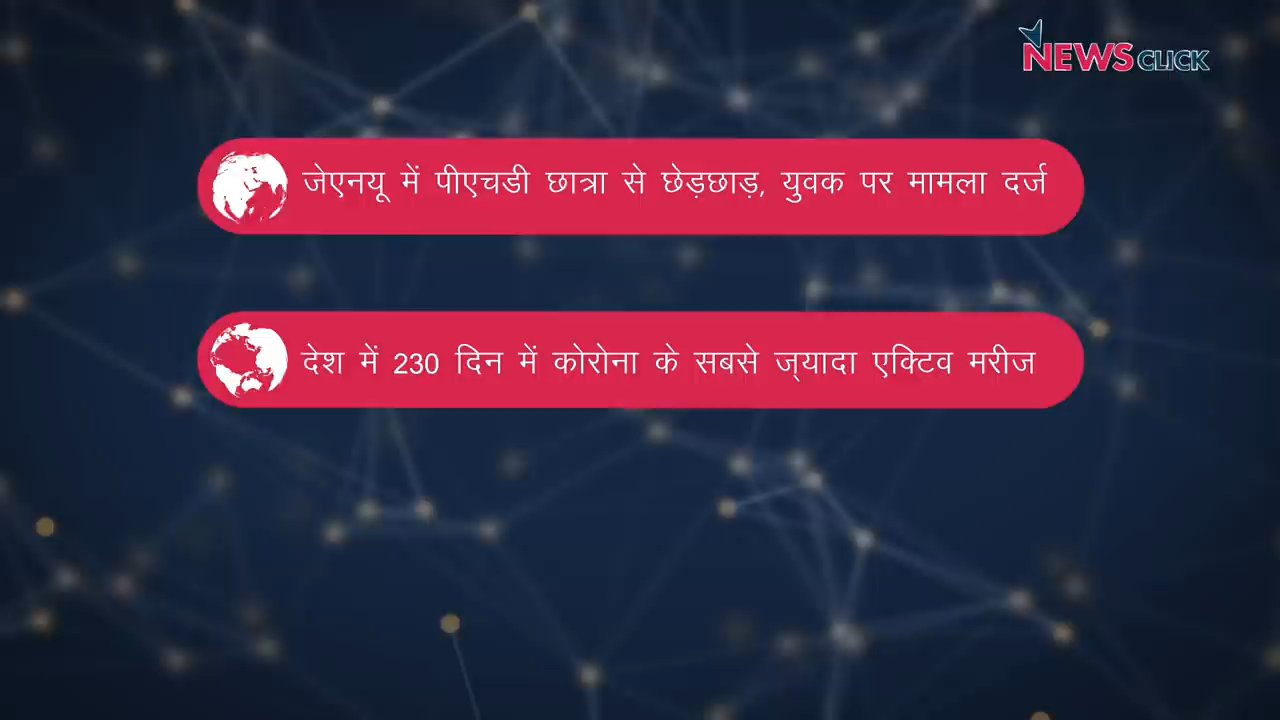 NEWSCLICK
जेएनयू में पीएचडी छात्रा से छेड़छाड़, युवक पर मामला दर्ज
देश में 230 दिन में कोरोना के सबसे ज्‍यादा एक्टिव मरीज